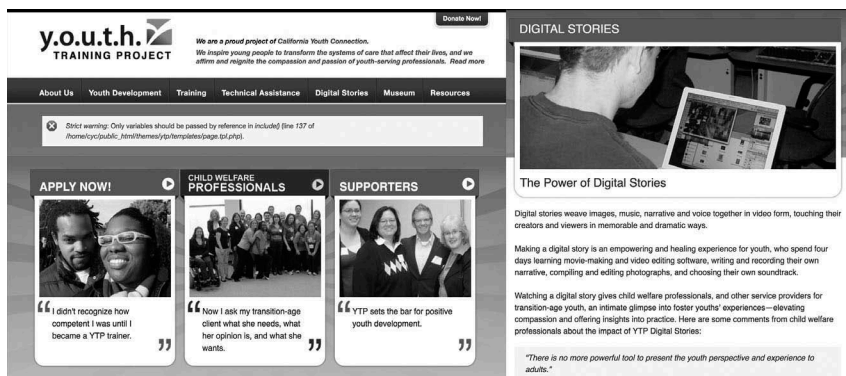 Donate Now!
y.o.u.t.h.
TRAINING PROJECT
We are a proud project of California Youth Connection.
We inspire young people to transform the systems of care that affect their lives, and we
affirm and reignite the compassion and passion of youth-serving professionals. Read more
About Us Youth Development Training Technical Assistance Digital Stories Museum Resources
Strict warning: Only variables should be passed by reference in include() (line 137 of
/home/cyc/public_html/themes/ytp/templates/page.tpl.php).
APPLY NOW!
“I didn't recognize how
competent I was until I
became a YTP trainer.”
CHILD WELFARE
PROFESSIONALS
“Now I ask my transition-age
client what she needs, what
her opinion is, and what she
wants.”
SUPPORTERS
“YTP sets the bar for positive
youth development.”
DIGITAL STORIES
The Power of Digital Stories
Digital stories weave images, music, narrative and voice together in video form, touching their
creators and viewers in memorable and dramatic ways.
Making a digital story is an empowering and healing experience for youth, who spend four
days learning movie-making and video editing software, writing and recording their own
narrative, compiling and editing photographs, and choosing their own soundtrack.
Watching a digital story gives child welfare professionals, and other service providers for
transition-age youth, an intimate glimpse into foster youths' experiences—elevating
compassion and offering insights into practice. Here are some comments from child welfare
professionals about the impact of YTP Digital Stories:
"There is no more powerful tool to present the youth perspective and experience to
adults."